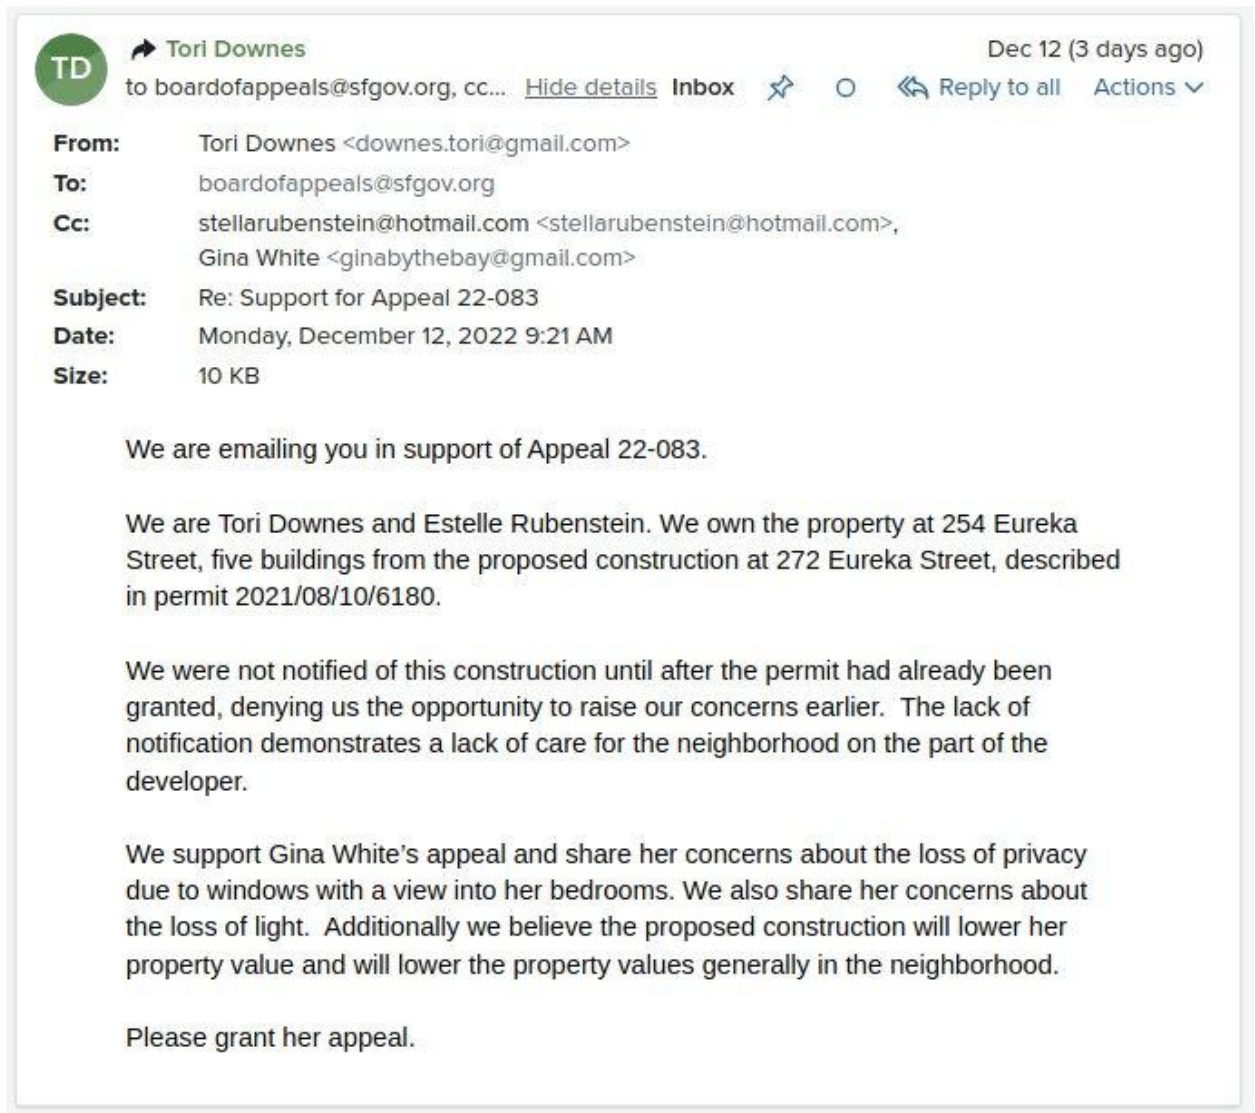 TD
Tori Downes
Dec 12 (3 days ago)
to boardofappeals@sfgov.org, cc... Hide details Inbox Reply to all Actions
From: Tori Downes <downes.tori@gmail.com>
To: boardofappeals@sfgov.org
Cc: stellarubenstein@hotmail.com <stellarubenstein@hotmail.com>,
Gina White <ginabythebay@gmail.com>
Subject: Re: Support for Appeal 22-083
Date: Monday, December 12, 2022 9:21 AM
Size: 10 KB
We are emailing you in support of Appeal 22-083.
We are Tori Downes and Estelle Rubenstein. We own the property at 254 Eureka
Street, five buildings from the proposed construction at 272 Eureka Street, described
in permit 2021/08/10/6180.
We were not notified of this construction until after the permit had already been
granted, denying us the opportunity to raise our concerns earlier.  The lack of
notification demonstrates a lack of care for the neighborhood on the part of the
developer.
We support Gina White’s appeal and share her concerns about the loss of privacy
due to windows with a view into her bedrooms. We also share her concerns about
the loss of light.  Additionally we believe the proposed construction will lower her
property value and will lower the property values generally in the neighborhood.
Please grant her appeal.